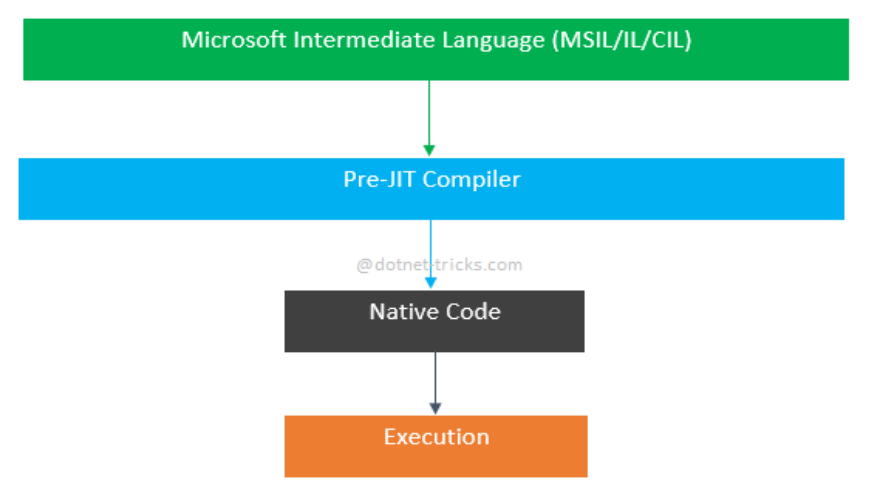 Microsoft Intermediate Language (MSIL/IL/CIL)
Pre-JIT Compiler
@dotnet-tricks.com
Native Code
Execution